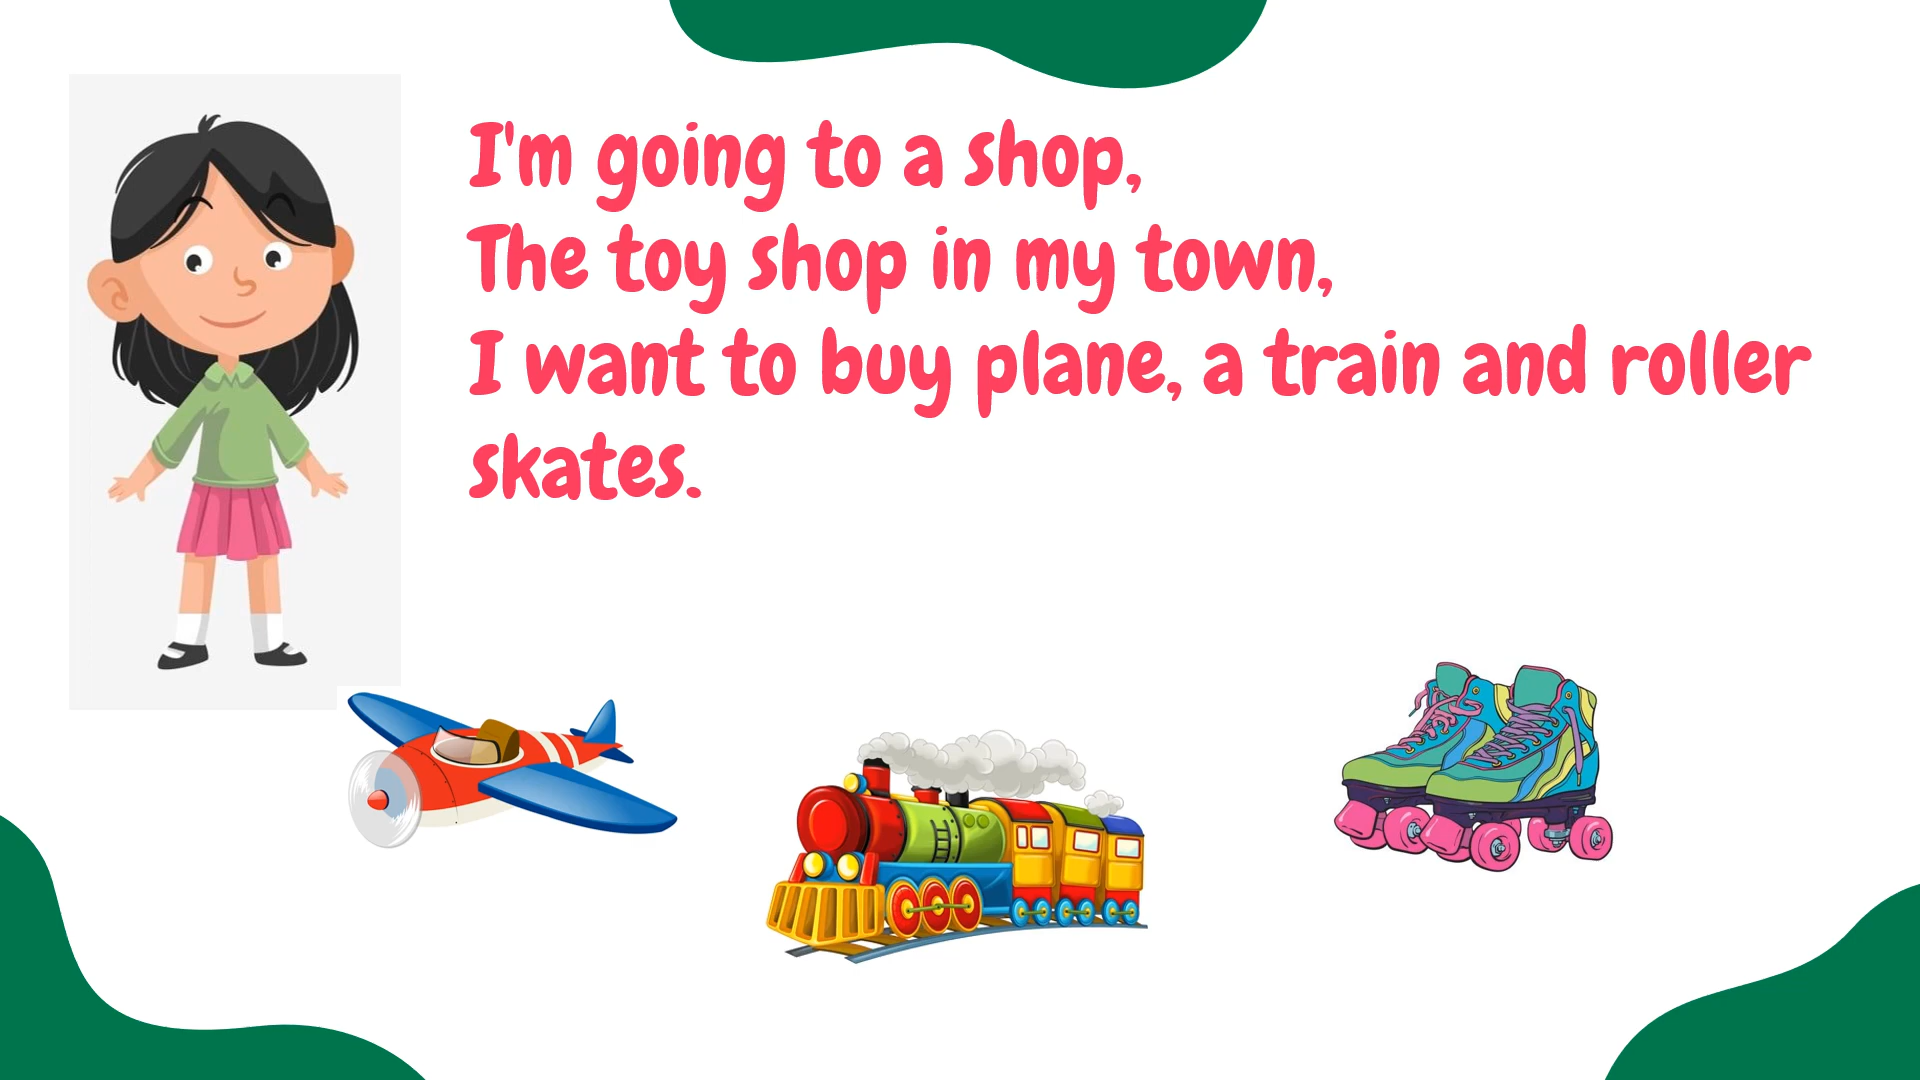 I'm going to a shop,
The toy shop in my town,
I want to buy plane, a train and roller
skates.